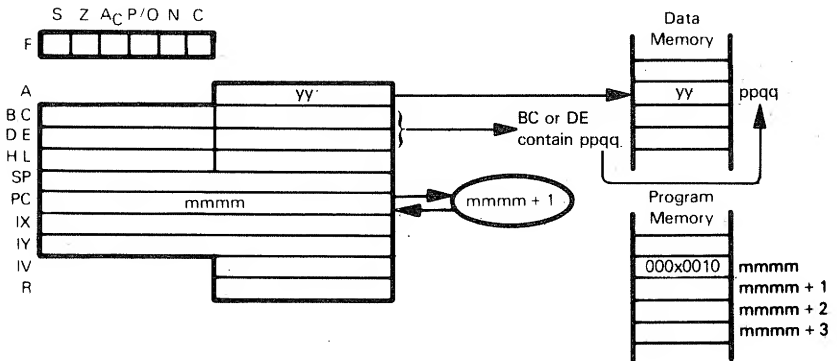 S Z AC P/O N C
F
A
B C
D E
H L
SP
PC
IX
IY
IV
R
yy
mmmm
BC or DE
contain ppqq
mmmm + 1
Data
Memory
yy
ppqq
Program
Memory
000x0010
mmmm
mmmm + 1
mmmm + 2
mmmm + 3